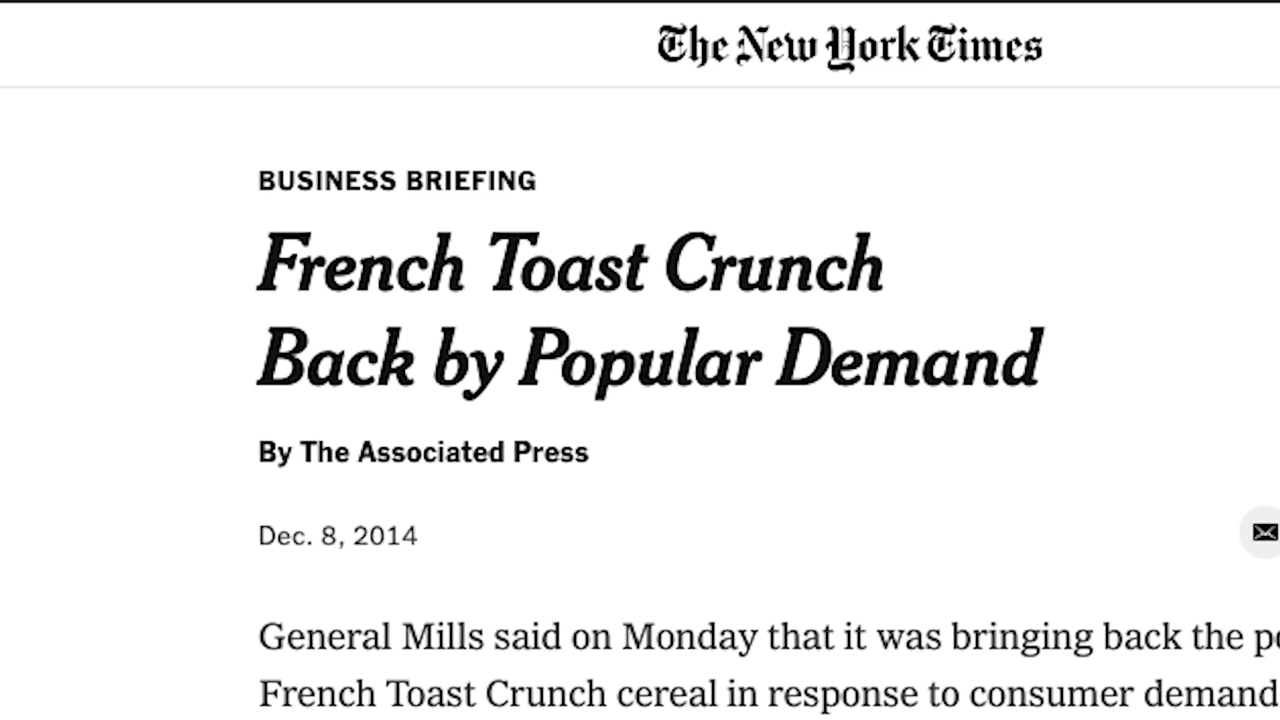 The New York Times
BUSINESS BRIEFING
French Toast Crunch
Back by Popular Demand
By The Associated Press
Dec. 8, 2014
General Mills said on Monday that it was bringing back the
French Toast Crunch cereal in response to consumer demand